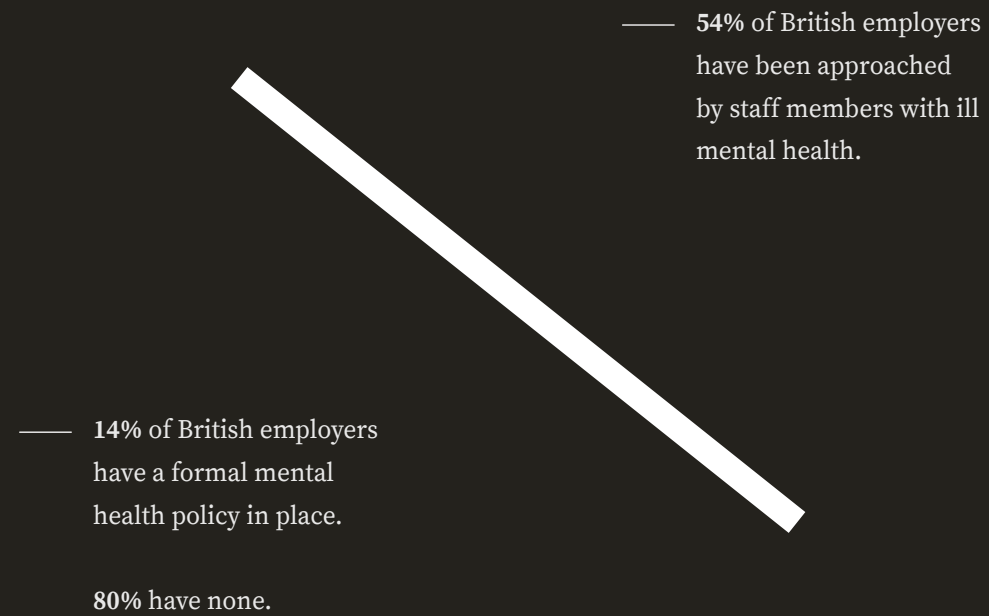 54% of British employers
have been approached
by staff members with ill
mental health.
14% of British employers
have a formal mental
health policy in place.
80% have none.